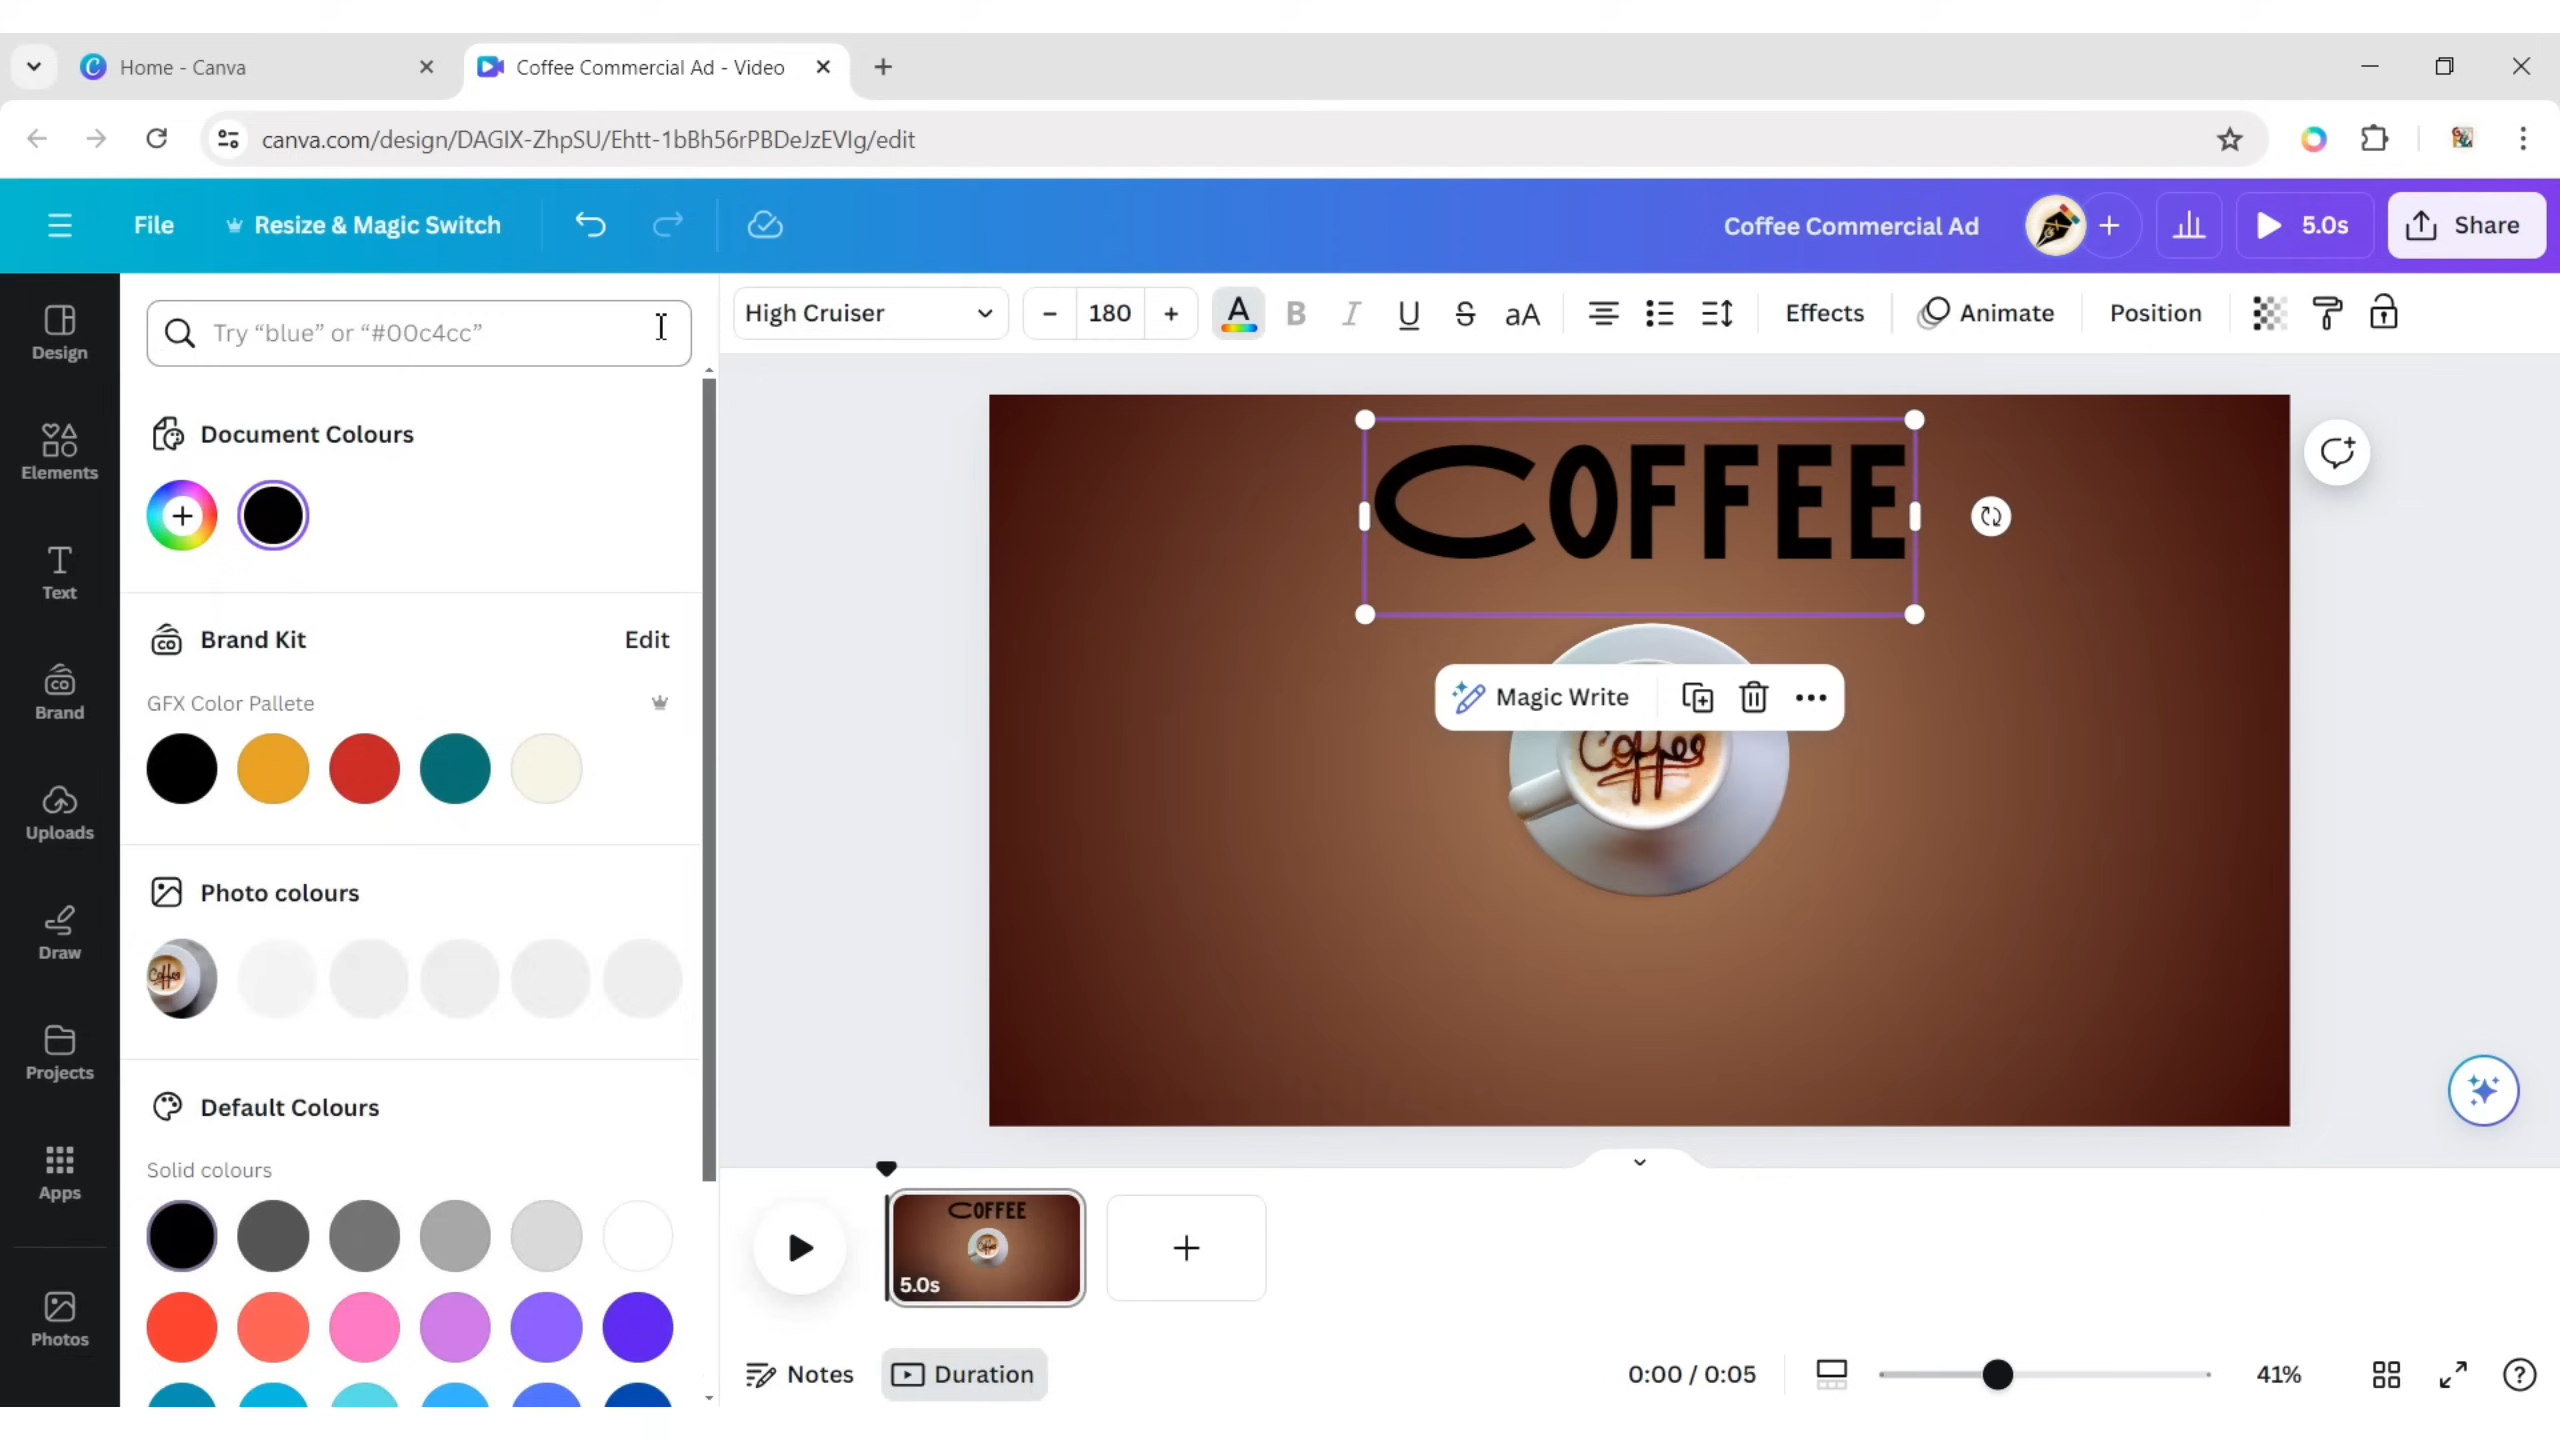 Home - Canva
Coffee Commercial Ad - Video
canva.com/design/DAGIX-ZhpSU/Ehtt-1bBh56rPBDeJzEVIg/edit
File
Resize & Magic Switch
Coffee Commercial Ad
5.0s
Share
Design
Elements
Text
Brand
Uploads
Draw
Projects
Apps
Photos
Try “blue” or “#00c4cc”
Document Colours
Brand Kit
Edit
GFX Color Pallete
Photo colours
Coffee
Default Colours
Solid colours
High Cruiser
180
A
B
I
U
S
aA
Effects
Animate
Position
COFFEE
Magic Write
Coffee
COFFEE
5.0s
Notes
Duration
0:00 / 0:05
41%